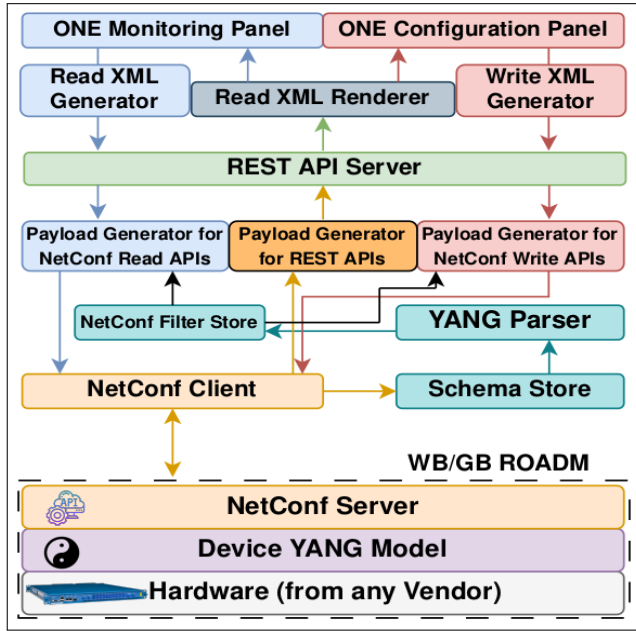 ONE Monitoring Panel
ONE Configuration Panel
Read XML
Generator
Read XML Renderer
Write XML
Generator
REST API Server
Payload Generator for
NetConf Read APIs
Payload Generator
for REST APIs
Payload Generator for
NetConf Write APIs
NetConf Filter Store
YANG Parser
NetConf Client
Schema Store
WB/GB ROADM
API
NetConf Server
Device YANG Model
Hardware (from any Vendor)